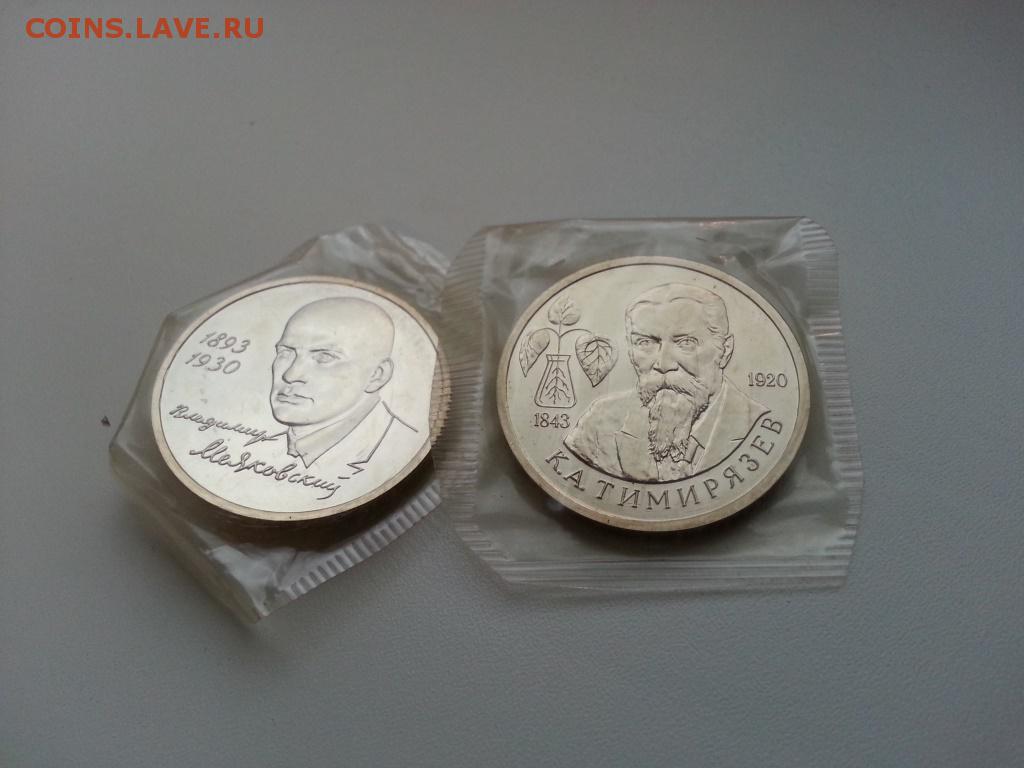 COINS.LAVE.RU
1893
1930
Владимир
Маяковский
1843
1920
К.А.ТИМИРЯЗЕВ